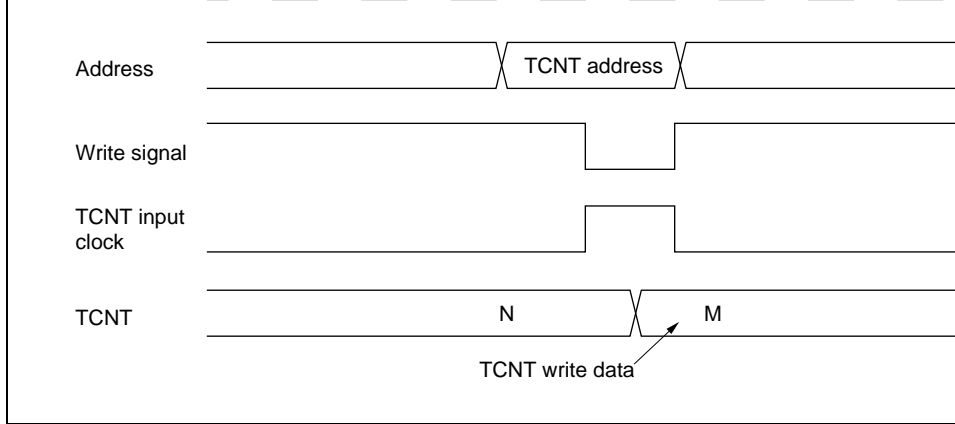 Address
TCNT address
Write signal
TCNT input
clock
TCNT
N
M
TCNT write data